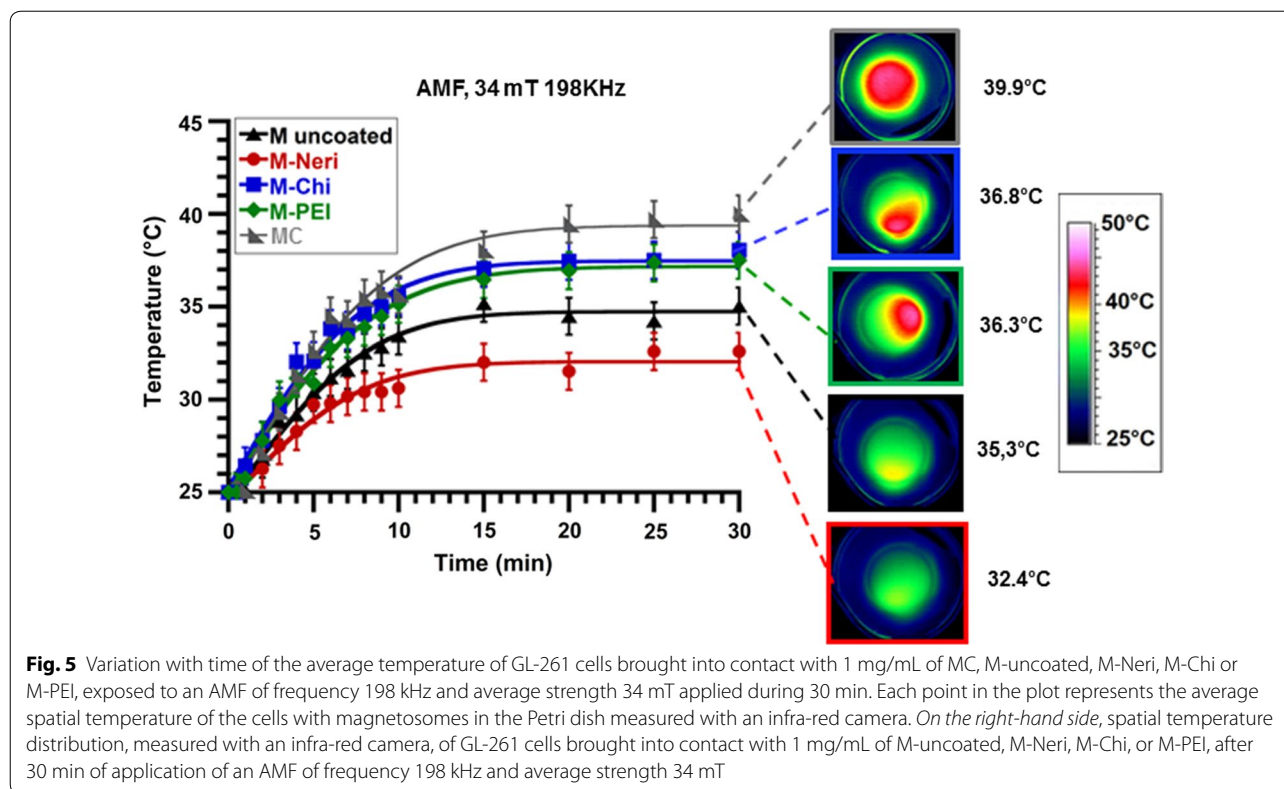 AMF, 34 mT 198KHz
45
40
35
30
25
Temperature (°C)
M uncoated
M-Neri
M-Chi
M-PEI
MC
0
5
10
15
20
25
30
Time (min)
39.9°C
36.8°C
36.3°C
35,3°C
32.4°C
50°C
40°C
35°C
25°C
Fig. 5 Variation with time of the average temperature of GL-261 cells brought into contact with 1 mg/mL of MC, M-uncoated, M-Neri, M-Chi or
M-PEI, exposed to an AMF of frequency 198 kHz and average strength 34 mT applied during 30 min. Each point in the plot represents the average
spatial temperature of the cells with magnetosomes in the Petri dish measured with an infra-red camera. On the right-hand side, spatial temperature
distribution, measured with an infra-red camera, of GL-261 cells brought into contact with 1 mg/mL of M-uncoated, M-Neri, M-Chi, or M-PEI, after
30 min of application of an AMF of frequency 198 kHz and average strength 34 mT